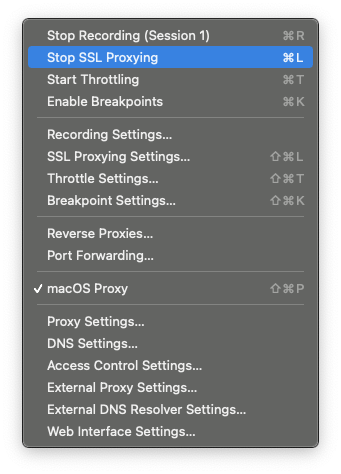 Stop Recording (Session 1) ⌘R
Stop SSL Proxying ⌘L
Start Throttling ⌘T
Enable Breakpoints ⌘K
Recording Settings...
SSL Proxying Settings... ⇧⌘L
Throttle Settings... ⇧⌘T
Breakpoint Settings... ⇧⌘K
Reverse Proxies...
Port Forwarding...
✓ macOS Proxy ⇧⌘P
Proxy Settings...
DNS Settings...
Access Control Settings...
External Proxy Settings...
External DNS Resolver Settings...
Web Interface Settings...